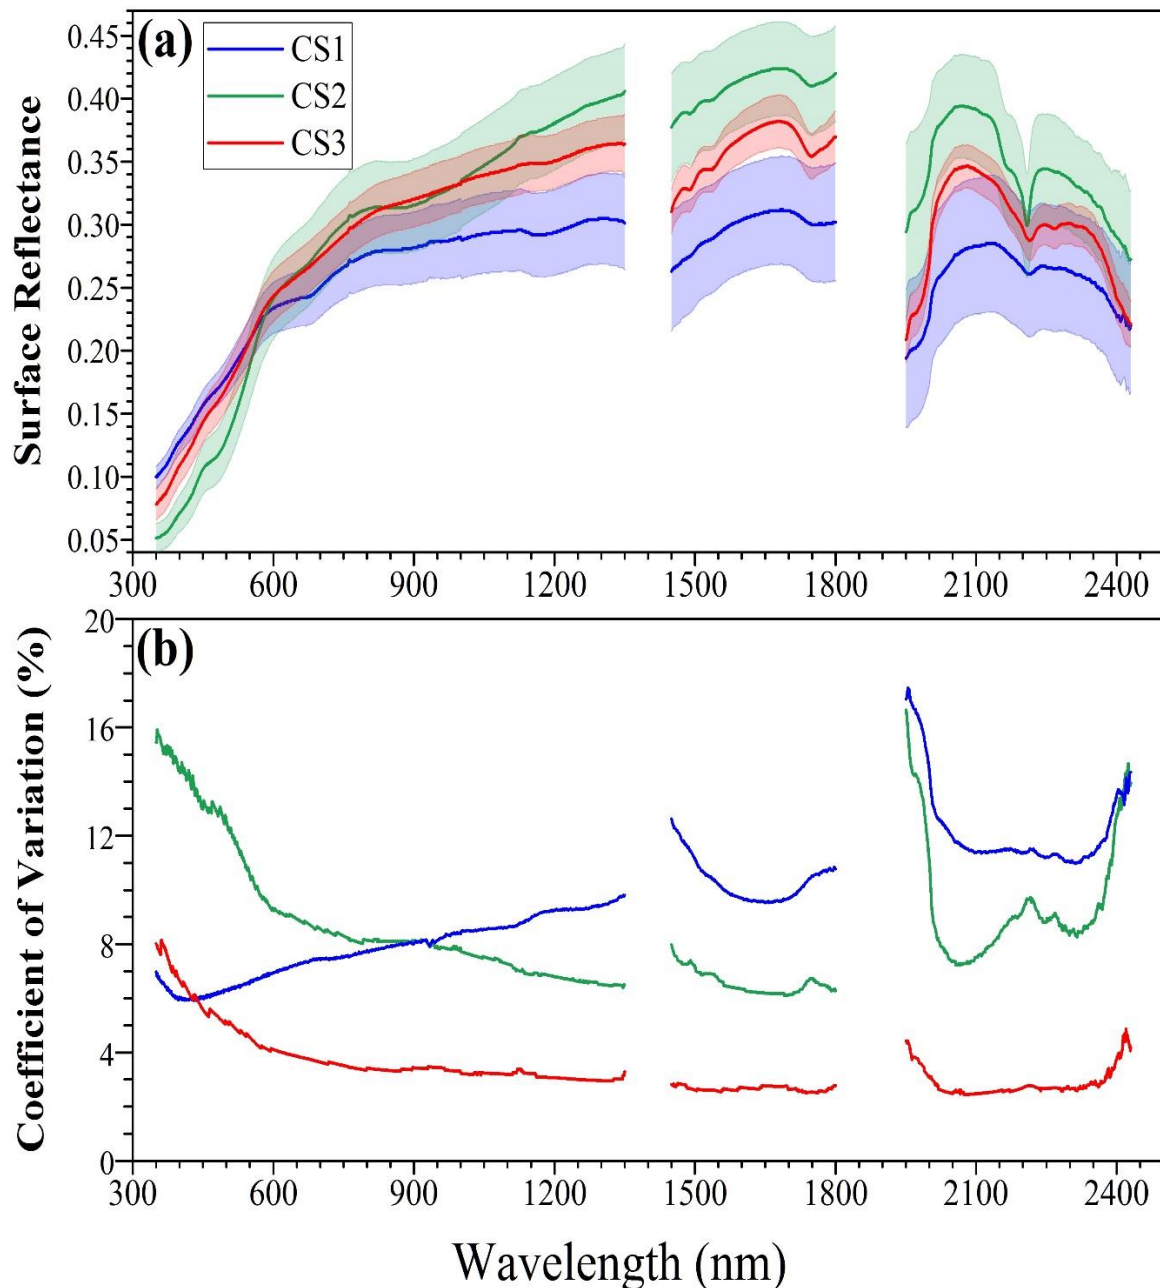 (a)
CS1
CS2
CS3
Surface Reflectance
0.45
0.40
0.35
0.30
0.25
0.20
0.15
0.10
0.05
300 600 900 1200 1500 1800 2100 2400
(b)
Coefficient of Variation (%)
20
16
12
8
4
0
300 600 900 1200 1500 1800 2100 2400
Wavelength (nm)